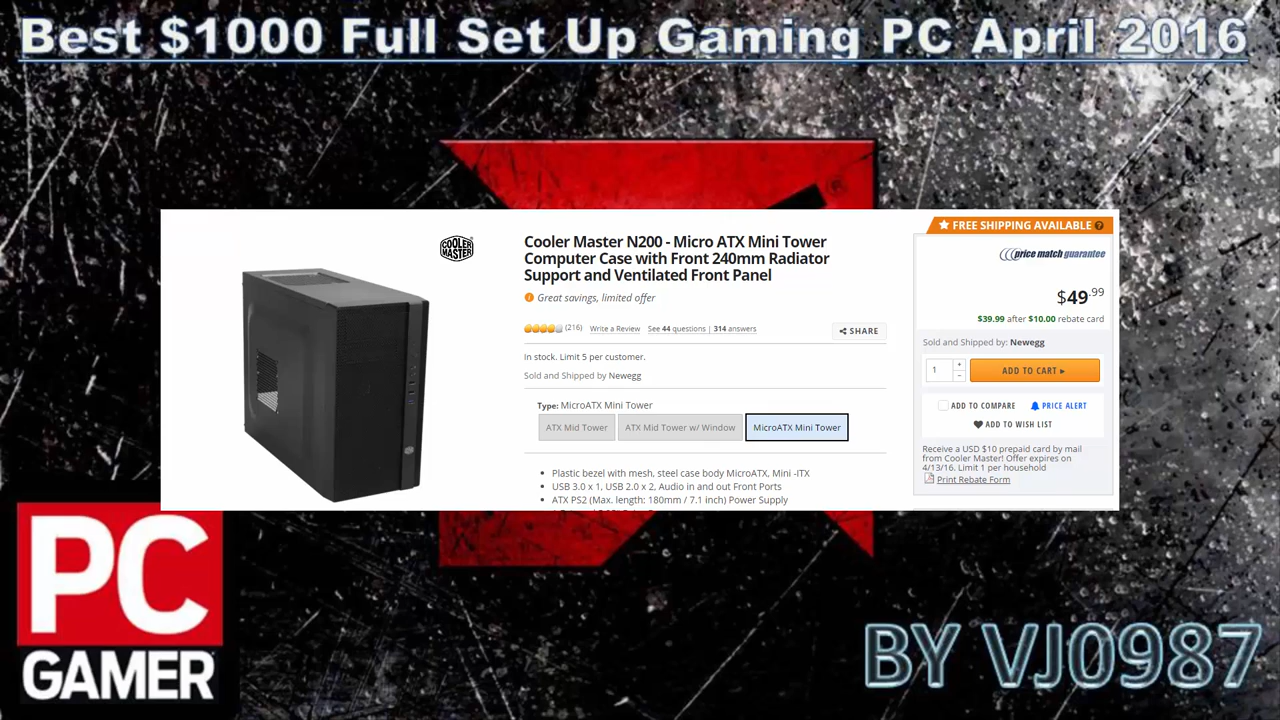 Best $1000 Full Set Up Gaming PC April 2016
COOLER
MASTER
Cooler Master N200 - Micro ATX Mini Tower
Computer Case with Front 240mm Radiator
Support and Ventilated Front Panel
Great savings, limited offer
(216) Write a Review See 44 questions | 314 answers
SHARE
In stock. Limit 5 per customer.
Sold and Shipped by Newegg
Type: MicroATX Mini Tower
ATX Mid Tower ATX Mid Tower w/ Window MicroATX Mini Tower
• Plastic bezel with mesh, steel case body MicroATX, Mini -ITX
• USB 3.0 x 1, USB 2.0 x 2, Audio in and out Front Ports
• ATX PS2 (Max. length: 180mm / 7.1 inch) Power Supply
FREE SHIPPING AVAILABLE ?
price match guarantee
$49.99
$39.99 after $10.00 rebate card
Sold and Shipped by: Newegg
1 + −
ADD TO CART ▸
ADD TO COMPARE PRICE ALERT
ADD TO WISH LIST
Receive a USD $10 prepaid card by mail
from Cooler Master! Offer expires on
4/13/16. Limit 1 per household
Print Rebate Form
PC
GAMER
BY VJ0987